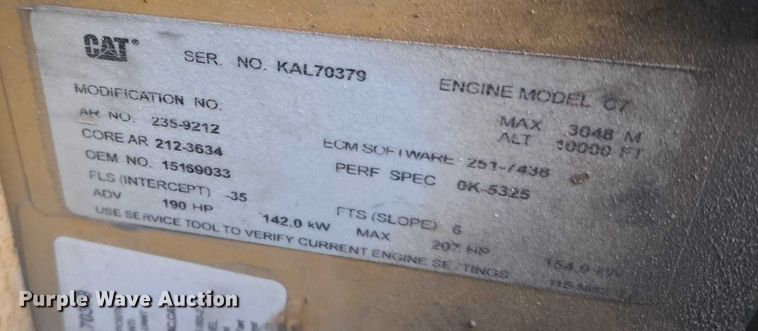 CAT®
SER. NO. KAL70379
ENGINE MODEL C7
MODIFICATION NO.
MAX 3048 M
AR NO. 235-9212
ALT 10000 FT
CORE AR 212-3634
ECM SOFTWARE 251-7438
OEM NO. 15169033
PERF SPEC 0K-5325
FLS (INTERCEPT) -35
FTS (SLOPE) 6
ADV 190 HP 142.0 kW MAX 207 HP 154.0 kW
USE SERVICE TOOL TO VERIFY CURRENT ENGINE SETTINGS
Purple Wave Auction